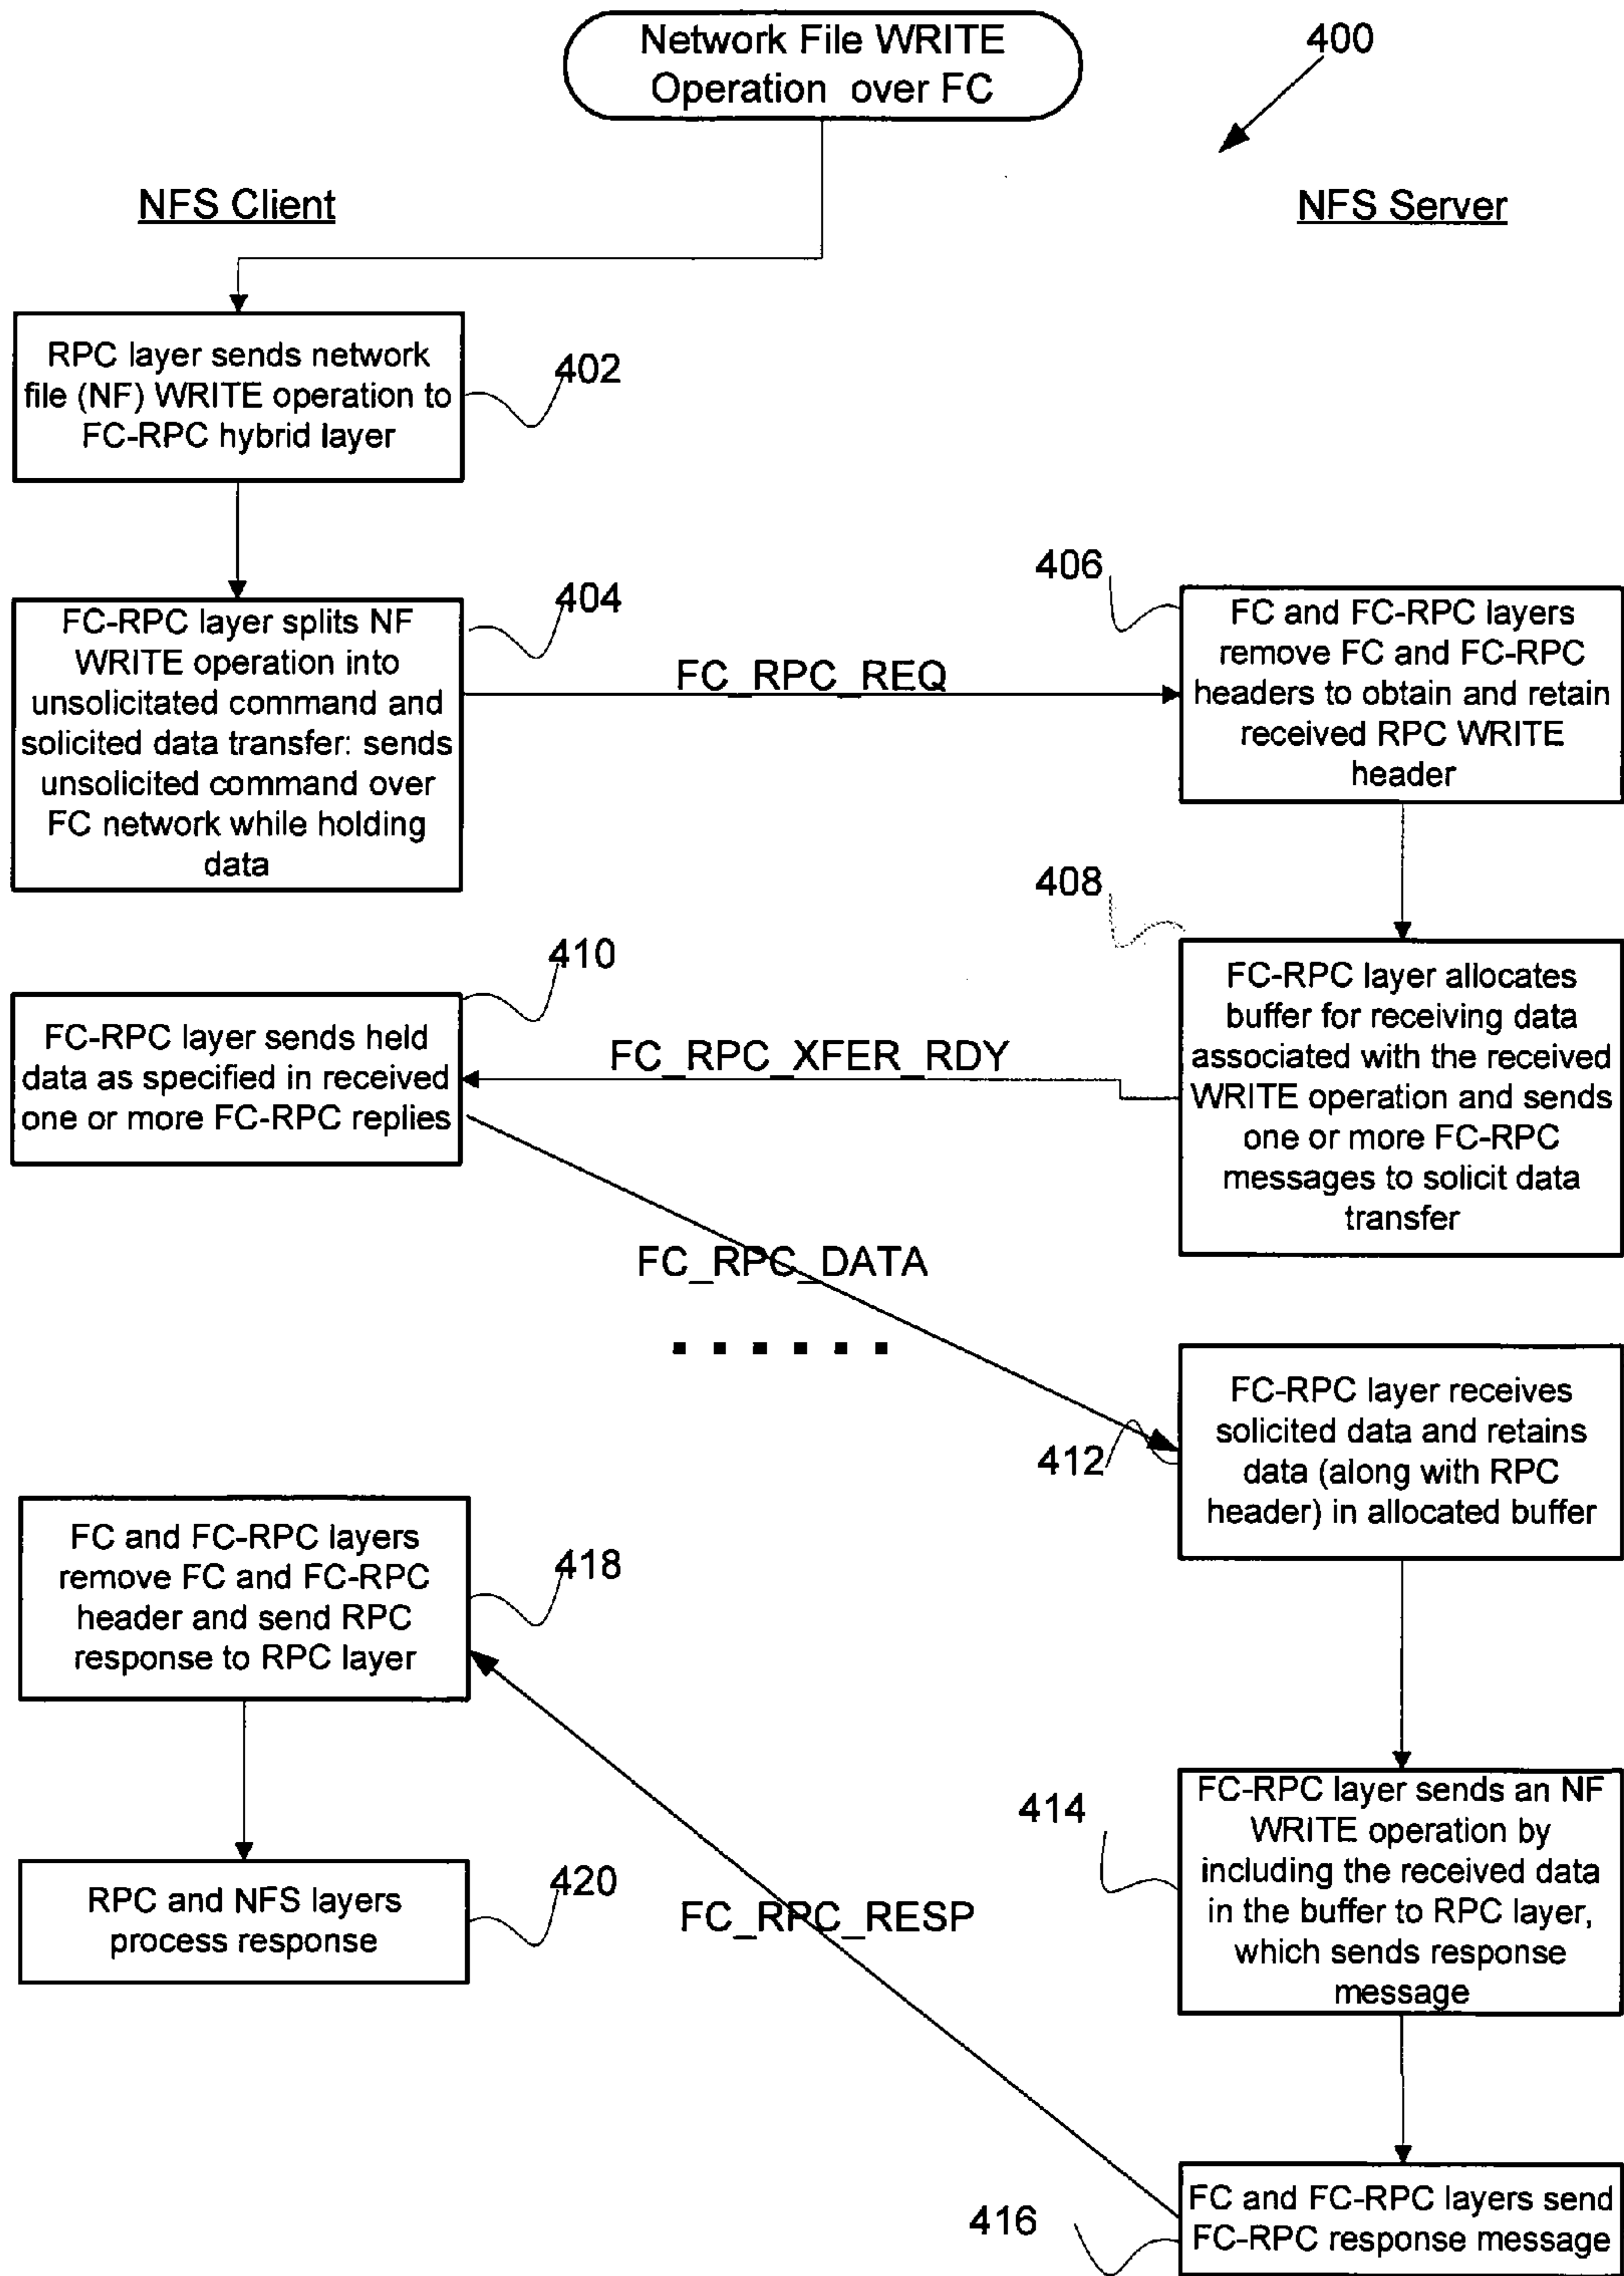 Network File WRITE
Operation over FC
400
NFS Client
NFS Server
RPC layer sends network
file (NF) WRITE operation to
FC-RPC hybrid layer
402
FC-RPC layer splits NF
WRITE operation into
unsolicitated command and
solicited data transfer: sends
unsolicited command over
FC network while holding
data
404
FC_RPC_REQ
406
FC and FC-RPC layers
remove FC and FC-RPC
headers to obtain and retain
received RPC WRITE
header
408
FC-RPC layer allocates
buffer for receiving data
associated with the received
WRITE operation and sends
one or more FC-RPC
messages to solicit data
transfer
FC_RPC_XFER_RDY
410
FC-RPC layer sends held
data as specified in received
one or more FC-RPC replies
FC_RPC_DATA
412
FC-RPC layer receives
solicited data and retains
data (along with RPC
header) in allocated buffer
414
FC-RPC layer sends an NF
WRITE operation by
including the received data
in the buffer to RPC layer,
which sends response
message
416
FC and FC-RPC layers send
FC-RPC response message
FC_RPC_RESP
418
FC and FC-RPC layers
remove FC and FC-RPC
header and send RPC
response to RPC layer
420
RPC and NFS layers
process response